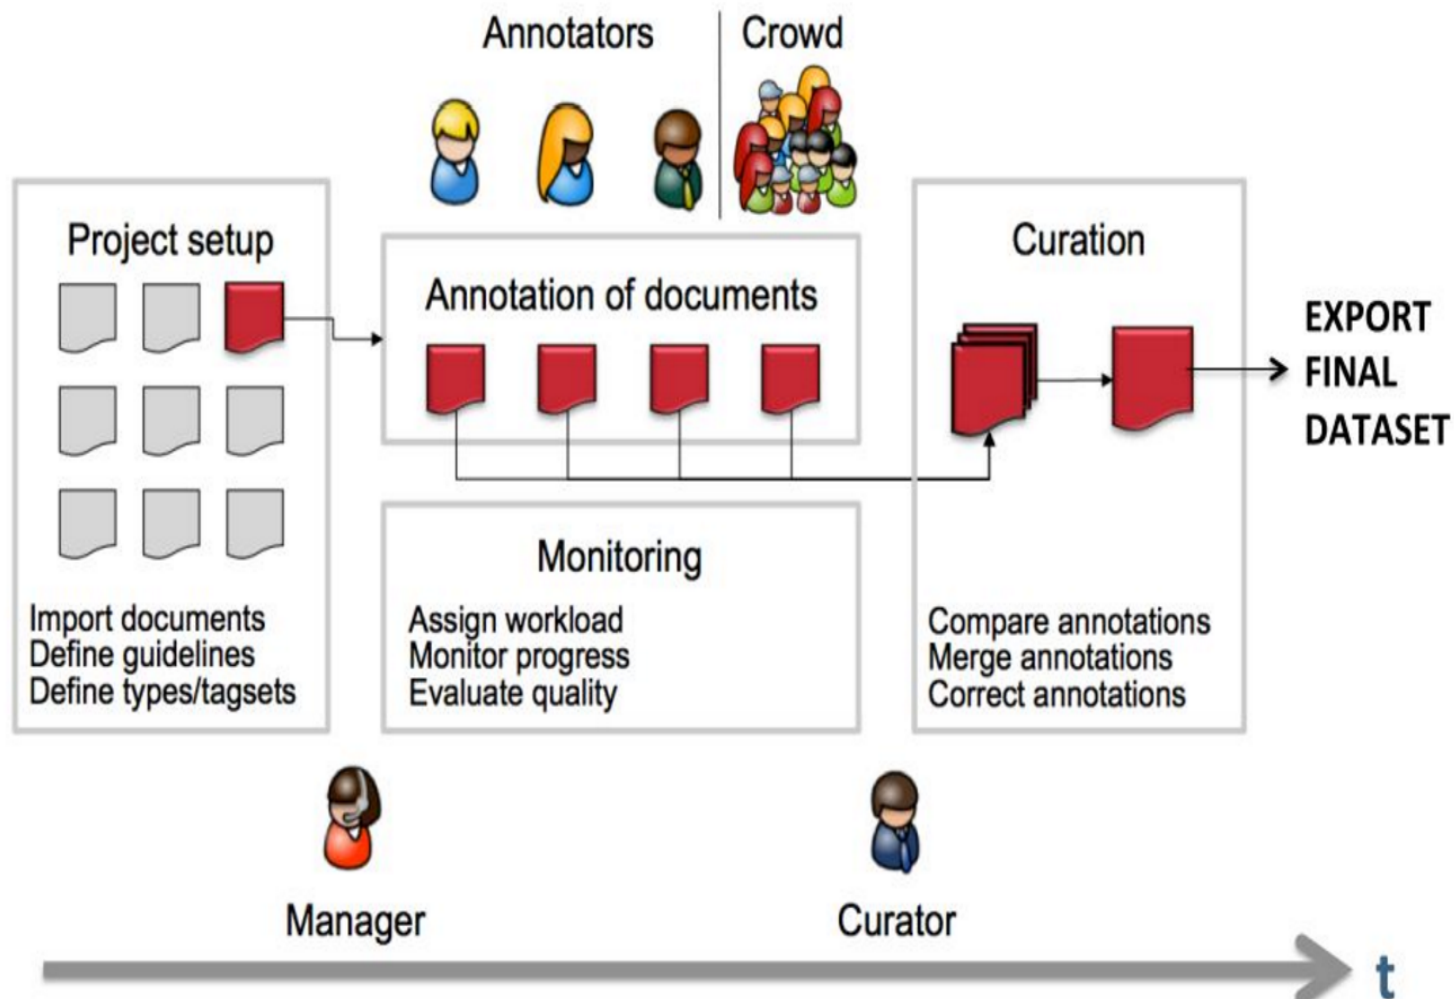 Annotators
Crowd
Project setup
Import documents
Define guidelines
Define types/tagsets
Annotation of documents
Monitoring
Assign workload
Monitor progress
Evaluate quality
Curation
Compare annotations
Merge annotations
Correct annotations
EXPORT
FINAL
DATASET
Manager
Curator
t